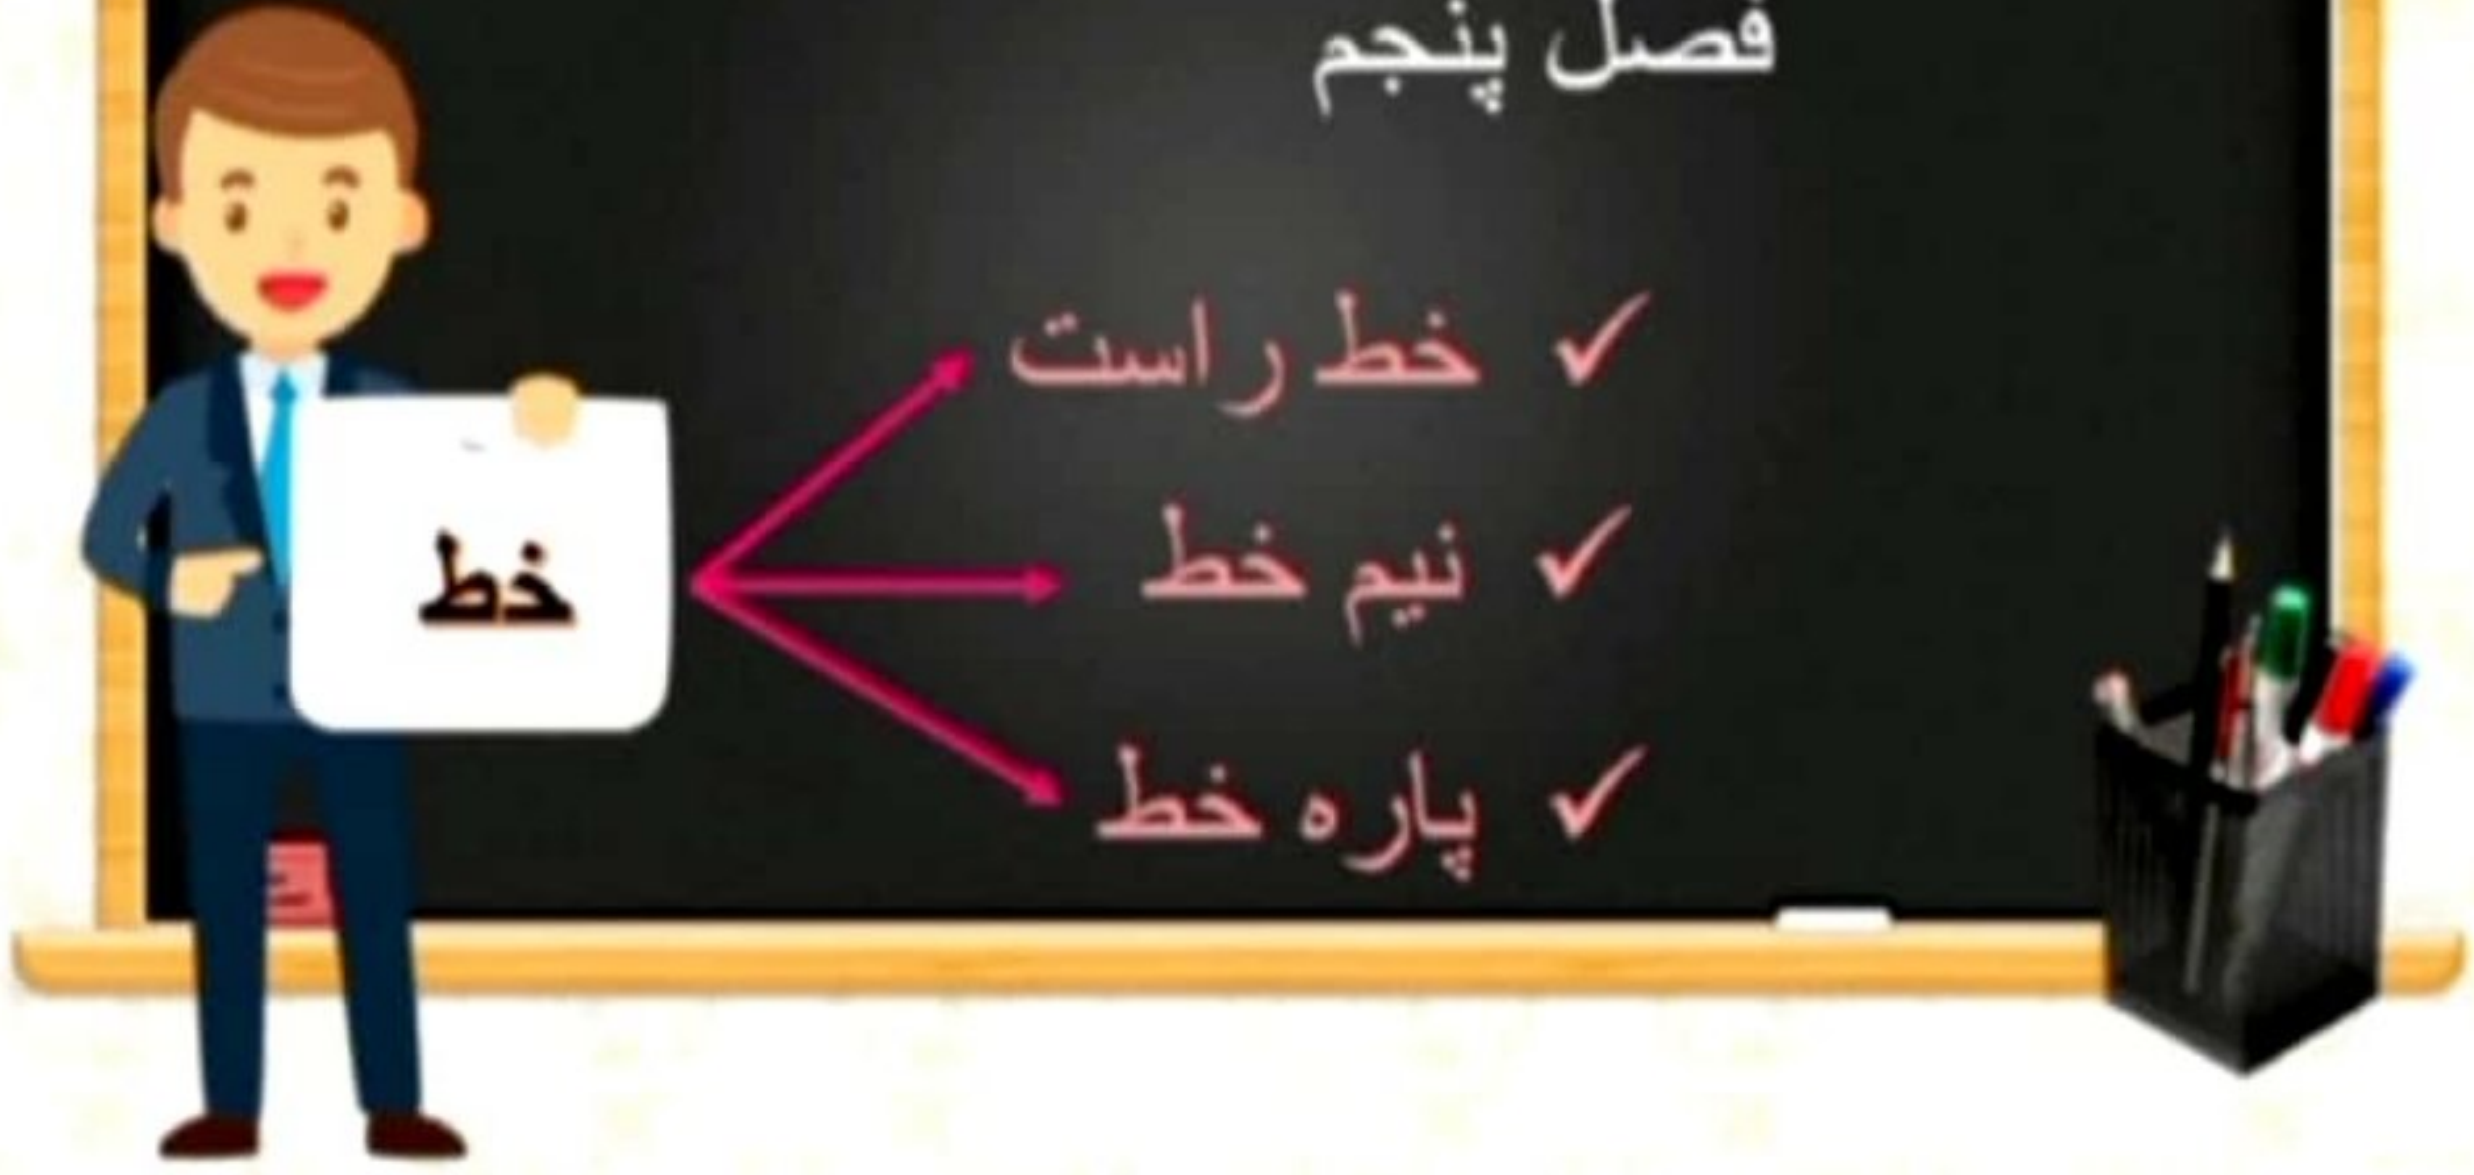 فصل پنجم
✓ خط راست
✓ نیم خط
✓ پاره خط
خط